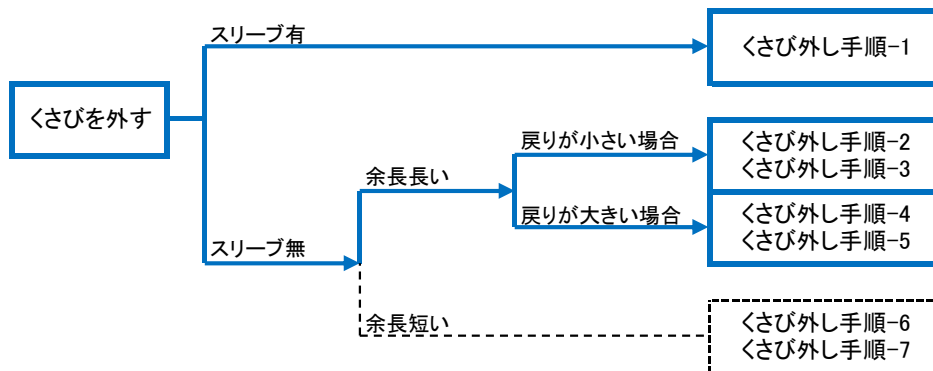 スリーブ有
くさび外し手順-1
くさびを外す
戻りが小さい場合
くさび外し手順-2
くさび外し手順-3
余長長い
戻りが大きい場合
くさび外し手順-4
くさび外し手順-5
スリーブ無
余長短い
くさび外し手順-6
くさび外し手順-7